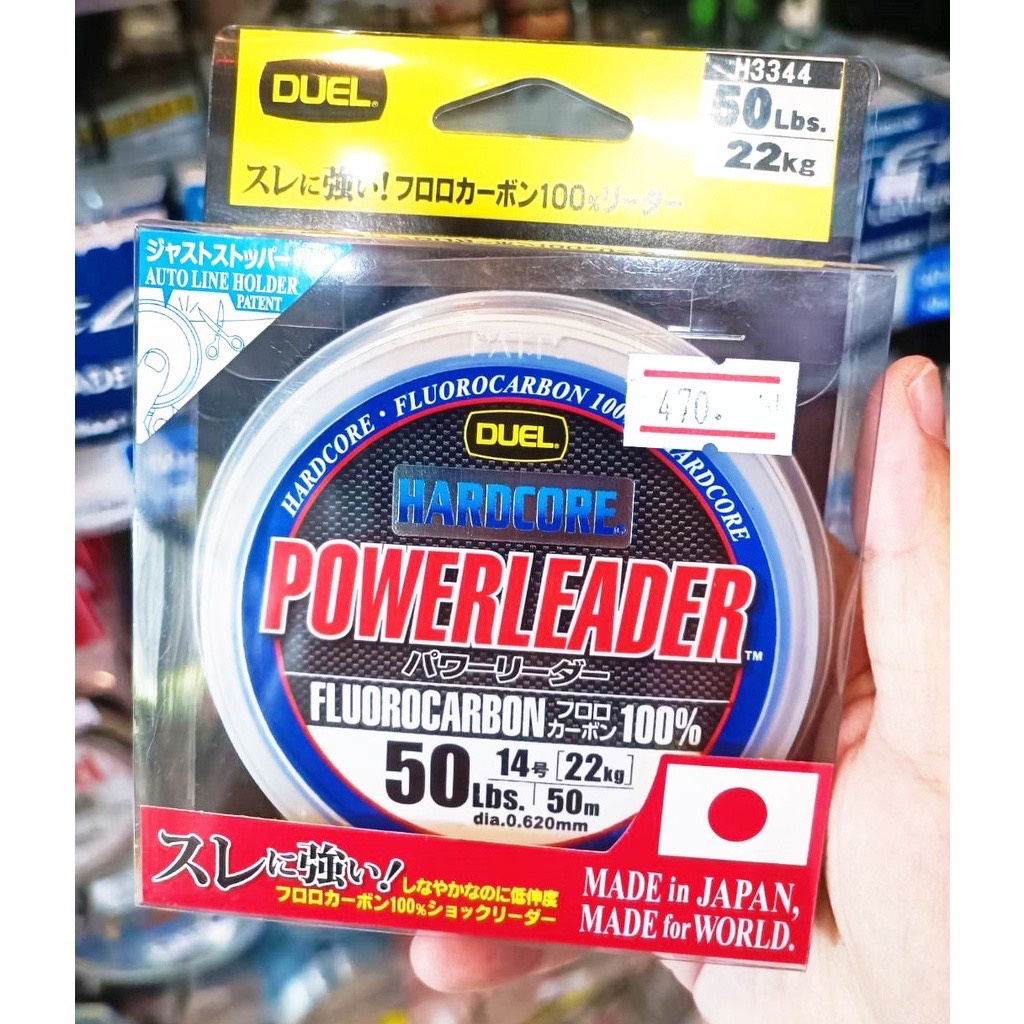 DUEL®
H3344
50Lbs.
22kg
スレに強い!フロロカーボン100%リーダー
ジャストストッパー
AUTO LINE HOLDER
PATENT
470.
HARDCORE・FLUOROCARBON 100
HARDCORE
DUEL®
HARDCORE®
POWERLEADER™
パワーリーダー
FLUOROCARBON フロロカーボン 100%
50Lbs. 14号 [22kg]
50m
dia.0.620mm
スレに強い!
しなやかなのに低伸度
フロロカーボン100%ショックリーダー
MADE in JAPAN,
MADE for WORLD.